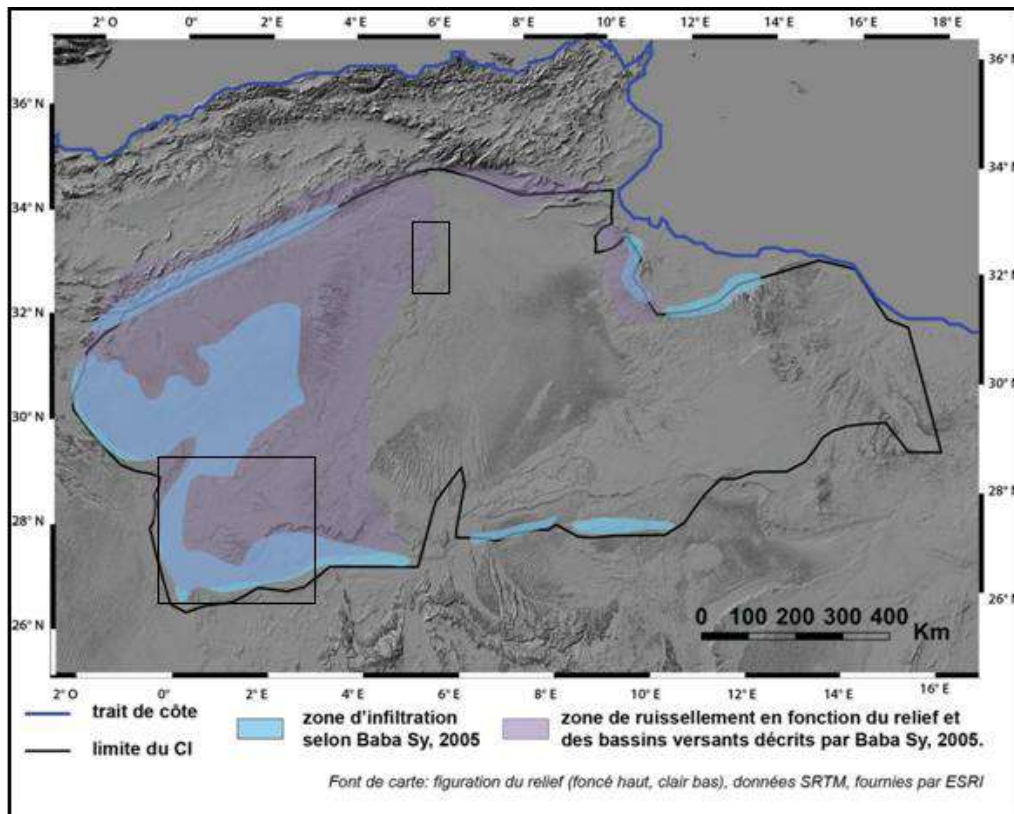 2° O 0° 2° E 4° E 6° E 8° E 10° E 12° E 14° E 16° E 18° E
36° N 36° N
34° N 34° N
32° N 32° N
30° N 30° N
28° N 28° N
26° N 26° N
0 100 200 300 400
Km
2° O 0° 2° E 4° E 6° E 8° E 10° E 12° E 14° E 16° E
trait de côte
limite du CI
zone d'infiltration
selon Baba Sy, 2005
zone de ruissellement en fonction du relief et
des bassins versants décrits par Baba Sy, 2005.
Font de carte: figuration du relief (foncé haut, clair bas), données SRTM, fournies par ESRI